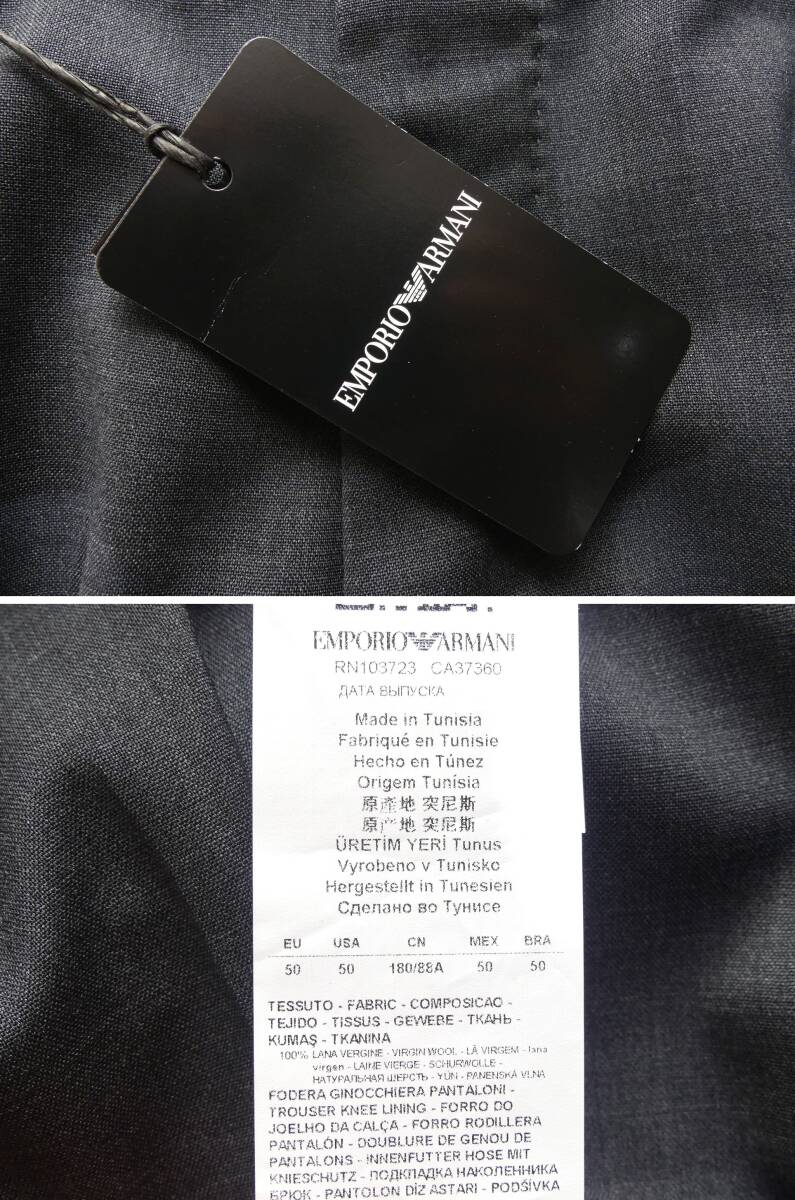 EMPORIO ARMANI
EMPORIO ARMANI
RN103723 CA37360
ДАТА ВЫПУСКА
Made in Tunisia
Fabriqué en Tunisie
Hecho en Túnez
Origem Tunísia
原產地 突尼斯
原产地 突尼斯
ÜRETİM YERİ Tunus
Vyrobeno v Tunisko
Hergestellt in Tunesien
Сделано во Тунисе
EU USA CN MEX BRA
50 50 180/88A 50 50
TESSUTO - FABRIC - COMPOSICAO -
TEJIDO - TISSUS - GEWEBE - ТКАНЬ -
KUMAŞ - TKANINA
100% LANA VERGINE - VIRGIN WOOL - LÃ VIRGEM - lana
virgen - LAINE VIERGE - SCHURWOLLE -
НАТУРАЛЬНАЯ ШЕРСТЬ - YÜN - PANENSKÁ VLNA
FODERA GINOCCHIERA PANTALONI -
TROUSER KNEE LINING - FORRO DO
JOELHO DA CALÇA - FORRO RODILLERA
PANTALÓN - DOUBLURE DE GENOU DE
PANTALONS - INNENFUTTER HOSE MIT
KNIESCHUTZ - ПОДКЛАДКА НАКОЛЕННИКА
БРЮК - PANTOLON DİZ ASTARI - PODŠÍVKA